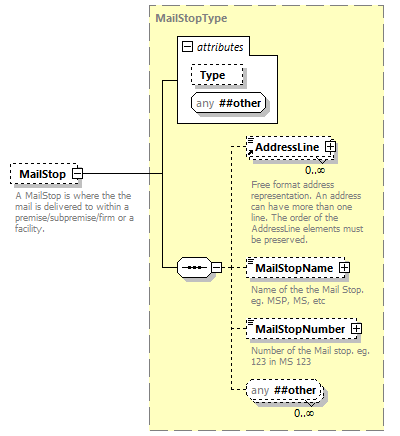 MailStopType
attributes
Type
any ##other
AddressLine
0..∞
Free format address
representation. An address
can have more than one
line. The order of the
AddressLine elements must
be preserved.
MailStop
A MailStop is where the the
mail is delivered to within a
premise/subpremise/firm or a
facility.
MailStopName
Name of the the Mail Stop.
eg. MSP, MS, etc
MailStopNumber
Number of the Mail stop. eg.
123 in MS 123
any ##other
0..∞